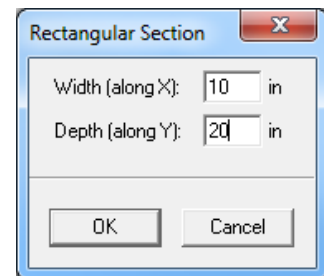 Rectangular Section
Width (along X): 10 in
Depth (along Y): 20 in
OK Cancel